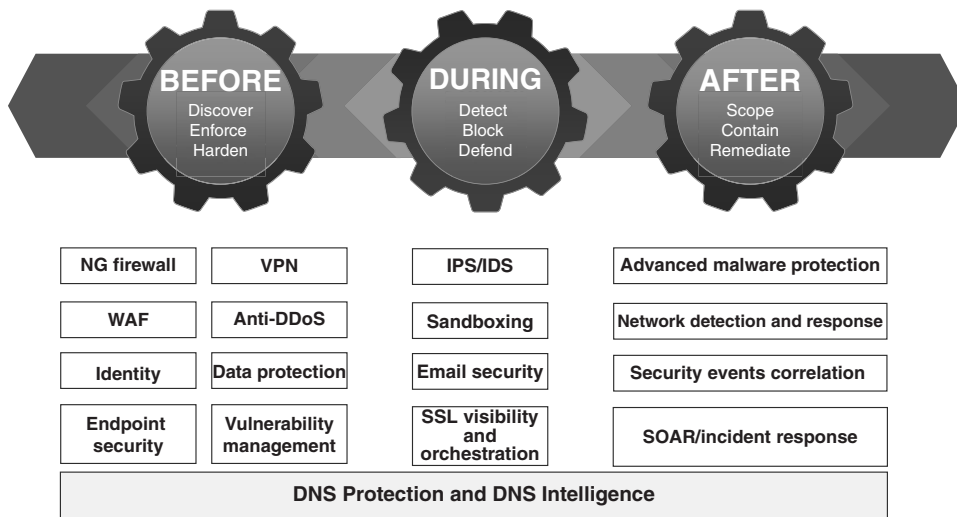 BEFORE
Discover
Enforce
Harden
DURING
Detect
Block
Defend
AFTER
Scope
Contain
Remediate
NG firewall
VPN
IPS/IDS
Advanced malware protection
WAF
Anti-DDoS
Sandboxing
Network detection and response
Identity
Data protection
Email security
Security events correlation
Endpoint
security
Vulnerability
management
SSL visibility
and
orchestration
SOAR/incident response
DNS Protection and DNS Intelligence